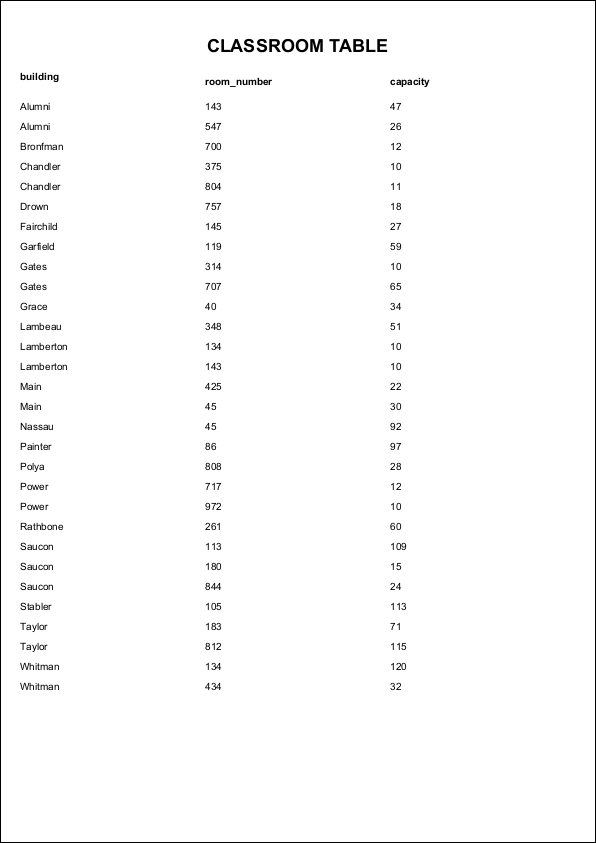 CLASSROOM TABLE
building room_number capacity
Alumni 143 47
Alumni 547 26
Bronfman 700 12
Chandler 375 10
Chandler 804 11
Drown 757 18
Fairchild 145 27
Garfield 119 59
Gates 314 10
Gates 707 65
Grace 40 34
Lambeau 348 51
Lamberton 134 10
Lamberton 143 10
Main 425 22
Main 45 30
Nassau 45 92
Painter 86 97
Polya 808 28
Power 717 12
Power 972 10
Rathbone 261 60
Saucon 113 109
Saucon 180 15
Saucon 844 24
Stabler 105 113
Taylor 183 71
Taylor 812 115
Whitman 134 120
Whitman 434 32